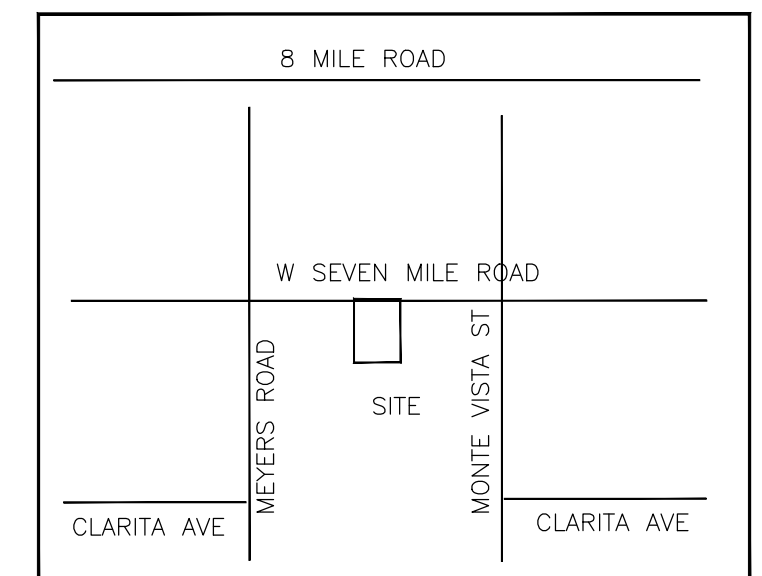 8 MILE ROAD
W SEVEN MILE ROAD
MEYERS ROAD
MONTE VISTA ST
SITE
CLARITA AVE
CLARITA AVE